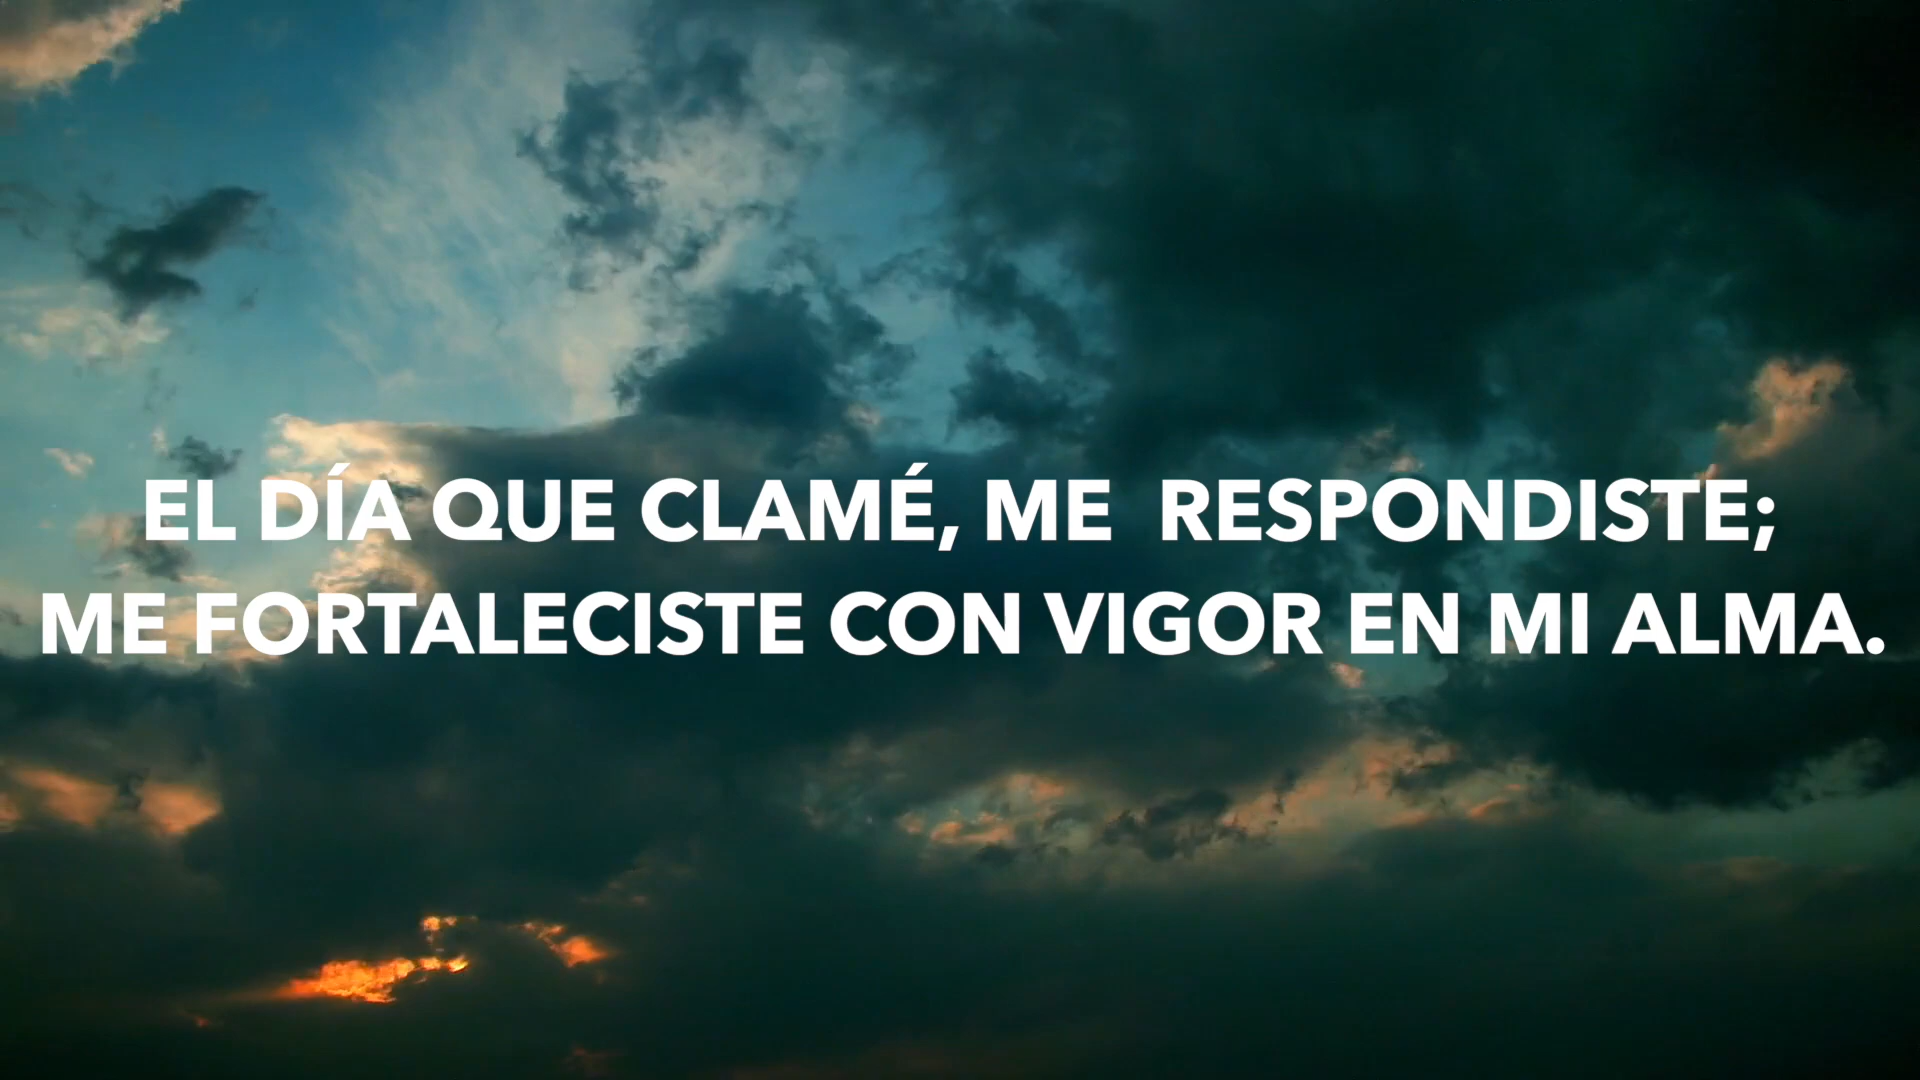 EL DÍA QUE CLAMÉ, ME  RESPONDISTE;
ME FORTALECISTE CON VIGOR EN MI ALMA.